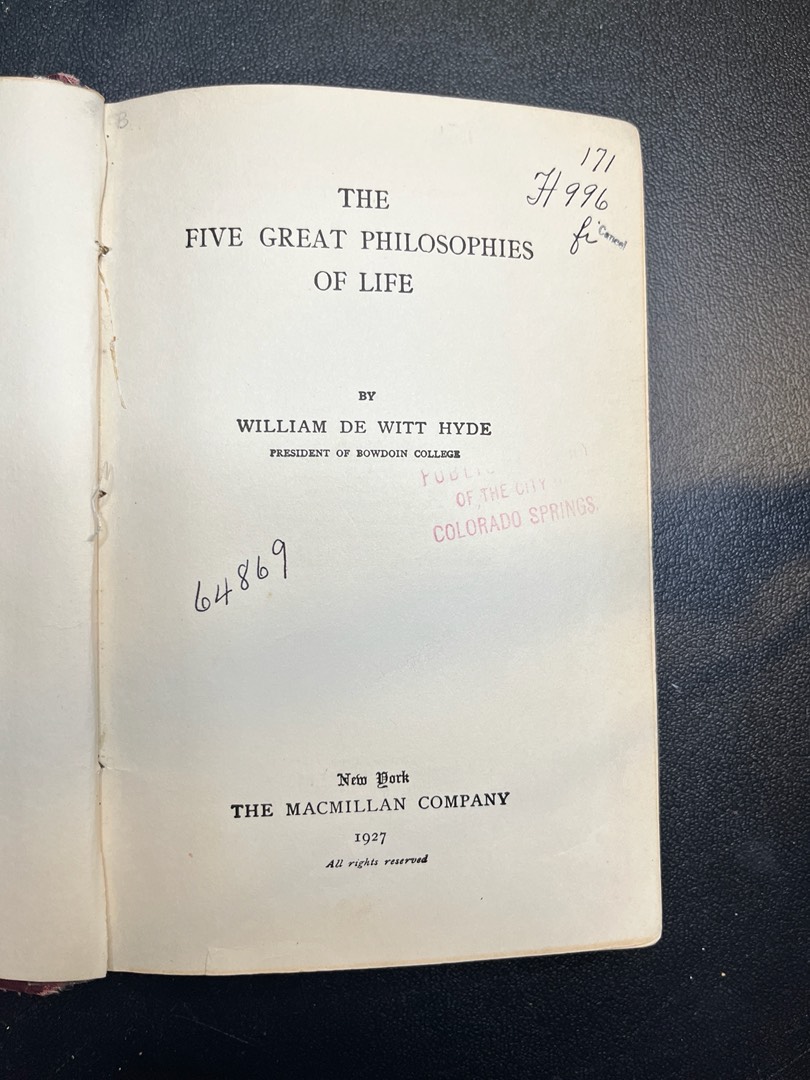 171
H996
fi
THE
FIVE GREAT PHILOSOPHIES
OF LIFE
BY
WILLIAM DE WITT HYDE
PRESIDENT OF BOWDOIN COLLEGE
OF THE CITY
COLORADO SPRINGS.
64869
New York
THE MACMILLAN COMPANY
1927
All rights reserved